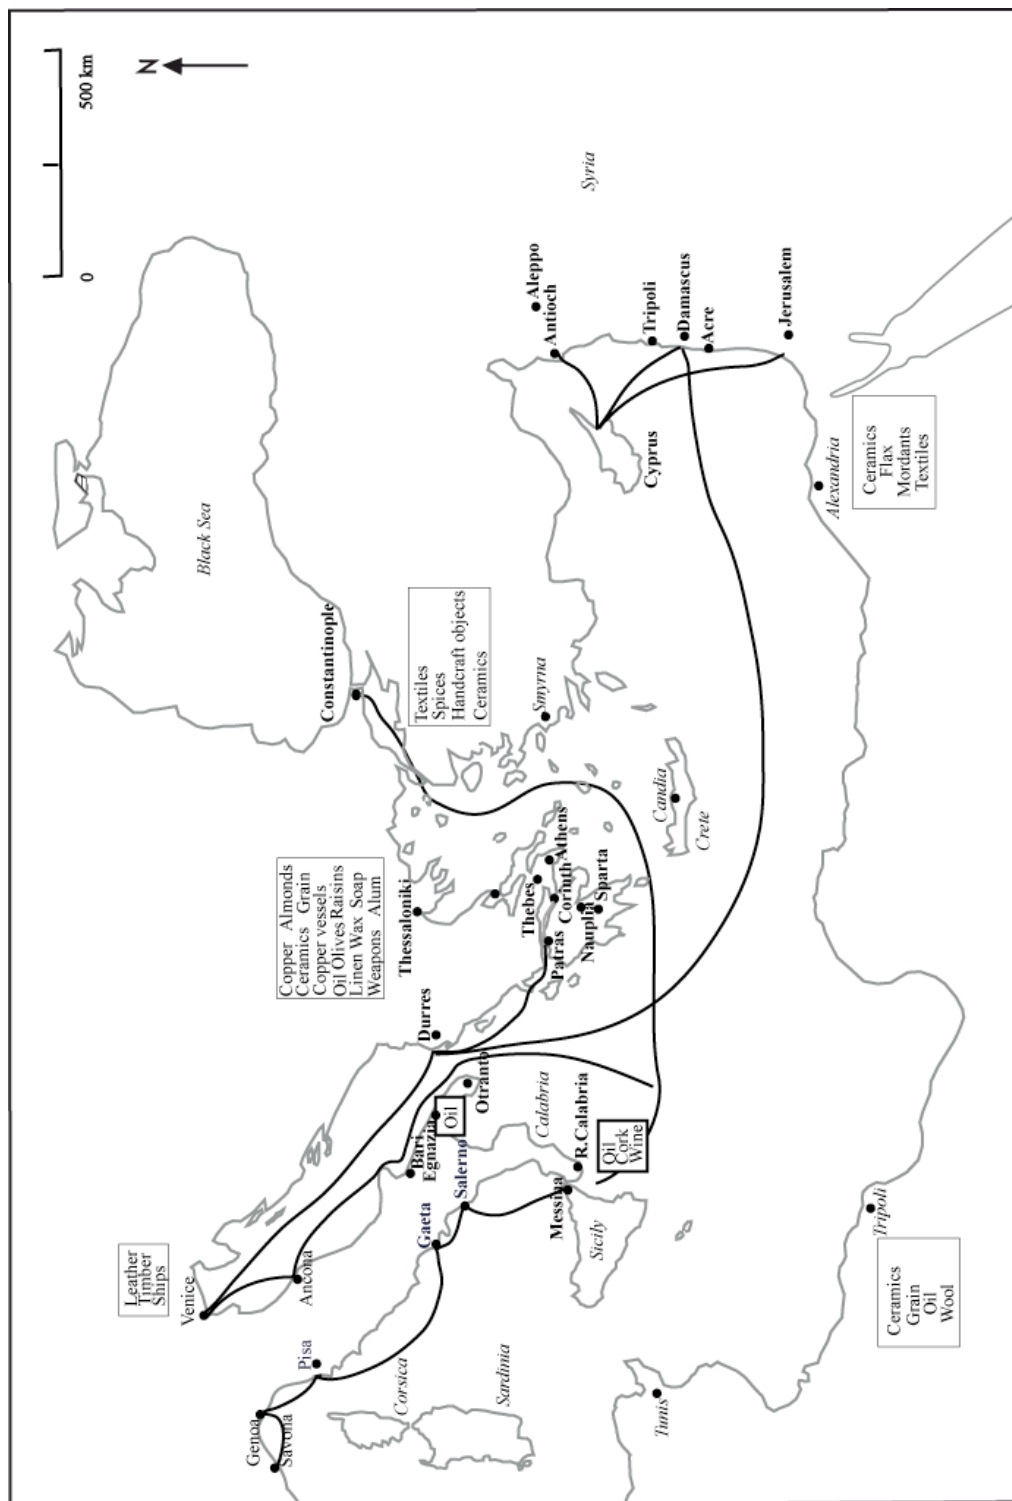 0
500 km
N
Black Sea
Constantinople
Textiles
Spices
Handcraft objects
Ceramics
Copper Almonds
Ceramics Grain
Copper vessels
Oil Olives Raisins
Linen Wax Soap
Weapons Alum
Leather
Timber
Ships
Venice
Ancona
Genoa
Savona
Pisa
Corsica
Sardinia
Gaeta
Salerno
Bari
Egnazia
Oil
Otranto
Durres
Calabria
R.Calabria
Messina
Sicily
Oil
Cork
Wine
Thessaloniki
Thebes
Athens
Corinth
Patras
Nauplia
Sparta
Smyrna
Candia
Crete
Cyprus
Aleppo
Antioch
Syria
Tripoli
Damascus
Acre
Jerusalem
Alexandria
Ceramics
Flax
Mordants
Textiles
Tunis
Tripoli
Ceramics
Grain
Oil
Wool